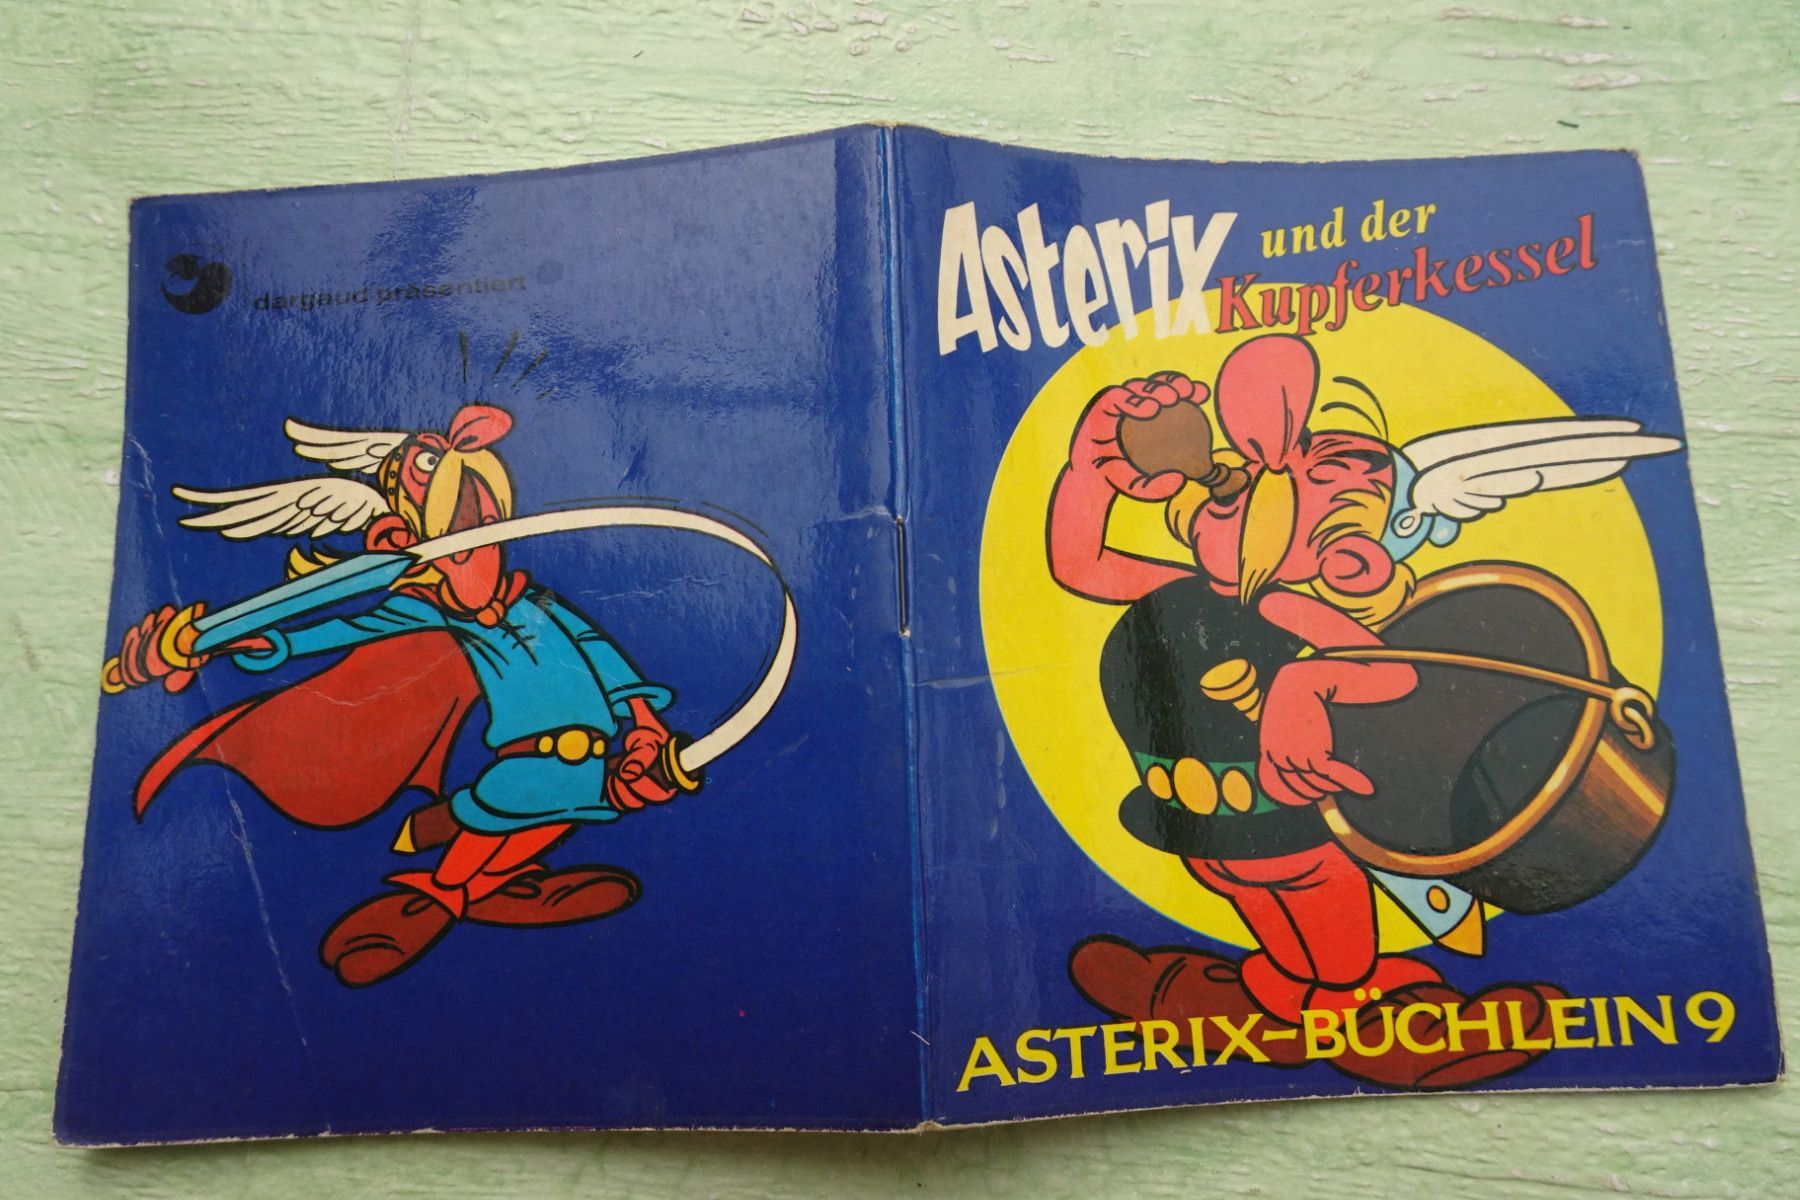 dargaud präsentiert
Asterix und der
Kupferkessel
ASTERIX-BÜCHLEIN 9